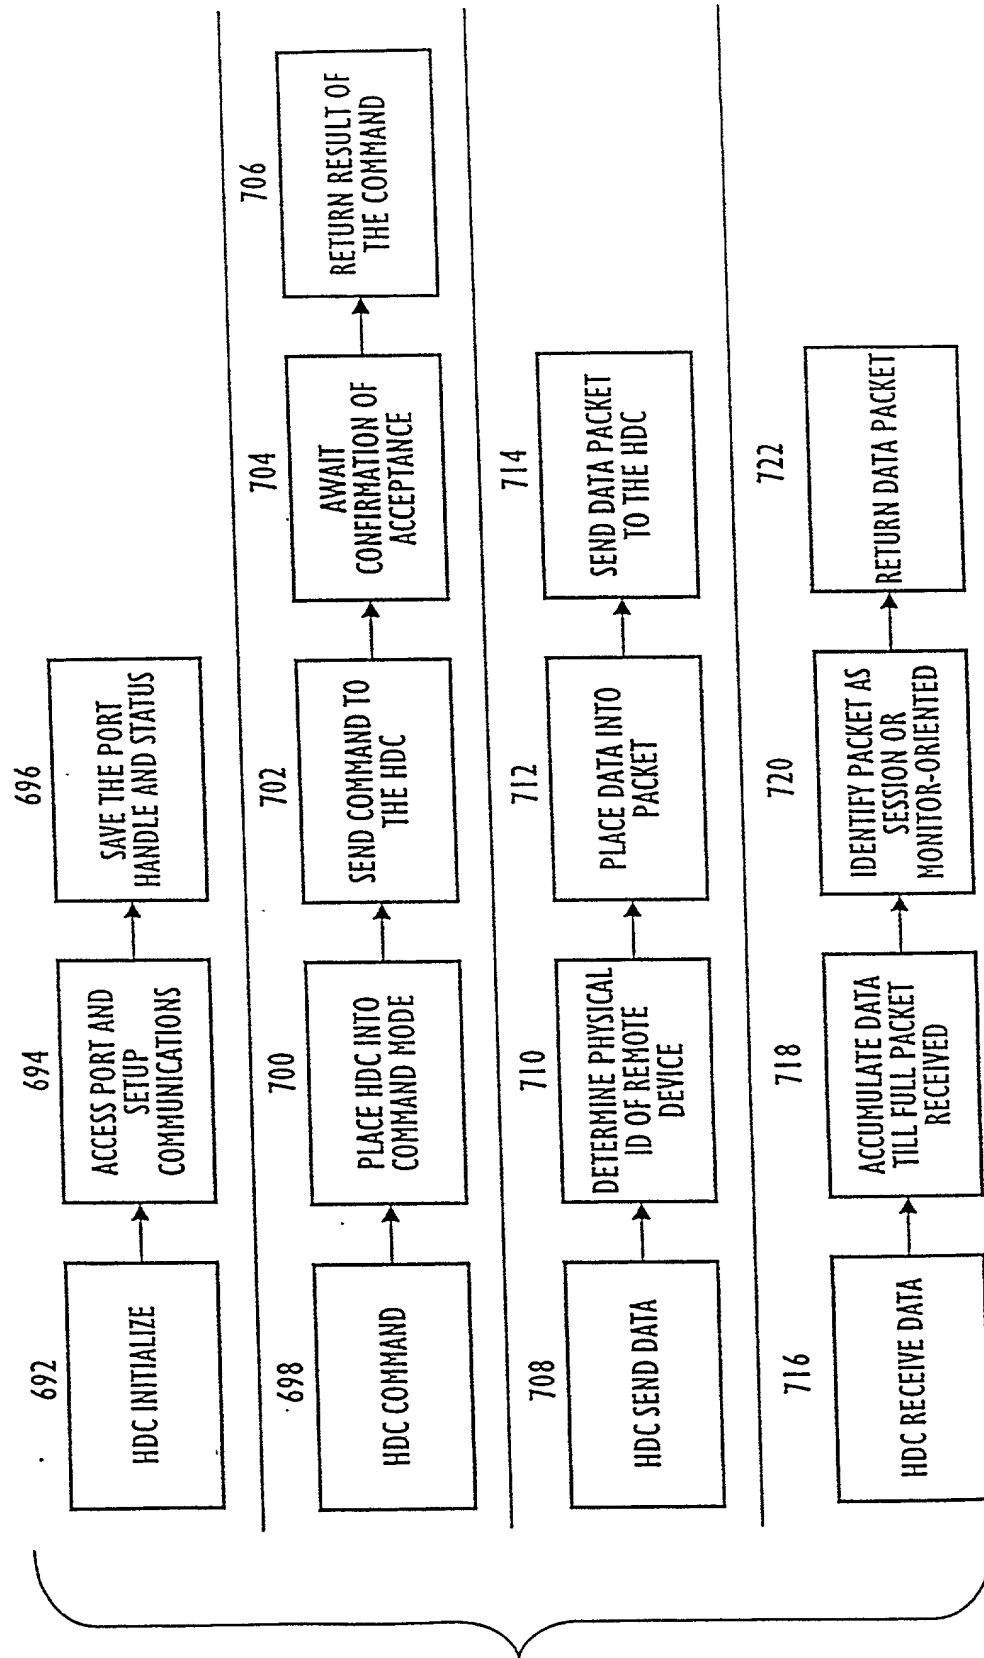 692
HDC INITIALIZE
694
ACCESS PORT AND
SETUP
COMMUNICATIONS
696
SAVE THE PORT
HANDLE AND STATUS
698
HDC COMMAND
700
PLACE HDC INTO
COMMAND MODE
702
SEND COMMAND TO
THE HDC
704
AWAIT
CONFIRMATION OF
ACCEPTANCE
706
RETURN RESULT OF
THE COMMAND
708
HDC SEND DATA
710
DETERMINE PHYSICAL
ID OF REMOTE
DEVICE
712
PLACE DATA INTO
PACKET
714
SEND DATA PACKET
TO THE HDC
716
HDC RECEIVE DATA
718
ACCUMULATE DATA
TILL FULL PACKET
RECEIVED
720
IDENTIFY PACKET AS
SESSION OR
MONITOR-ORIENTED
722
RETURN DATA PACKET